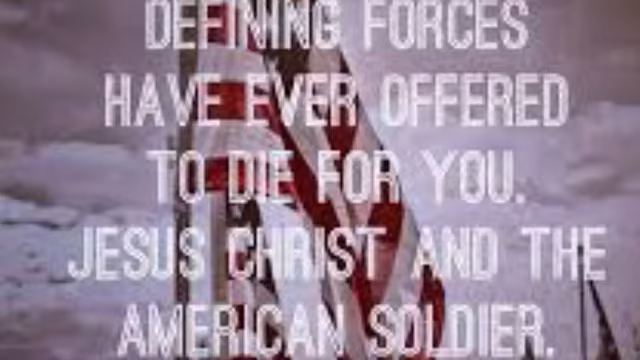 DEFINING FORCES
HAVE EVER OFFERED
TO DIE FOR YOU.
JESUS CHRIST AND THE
AMERICAN SOLDIER.